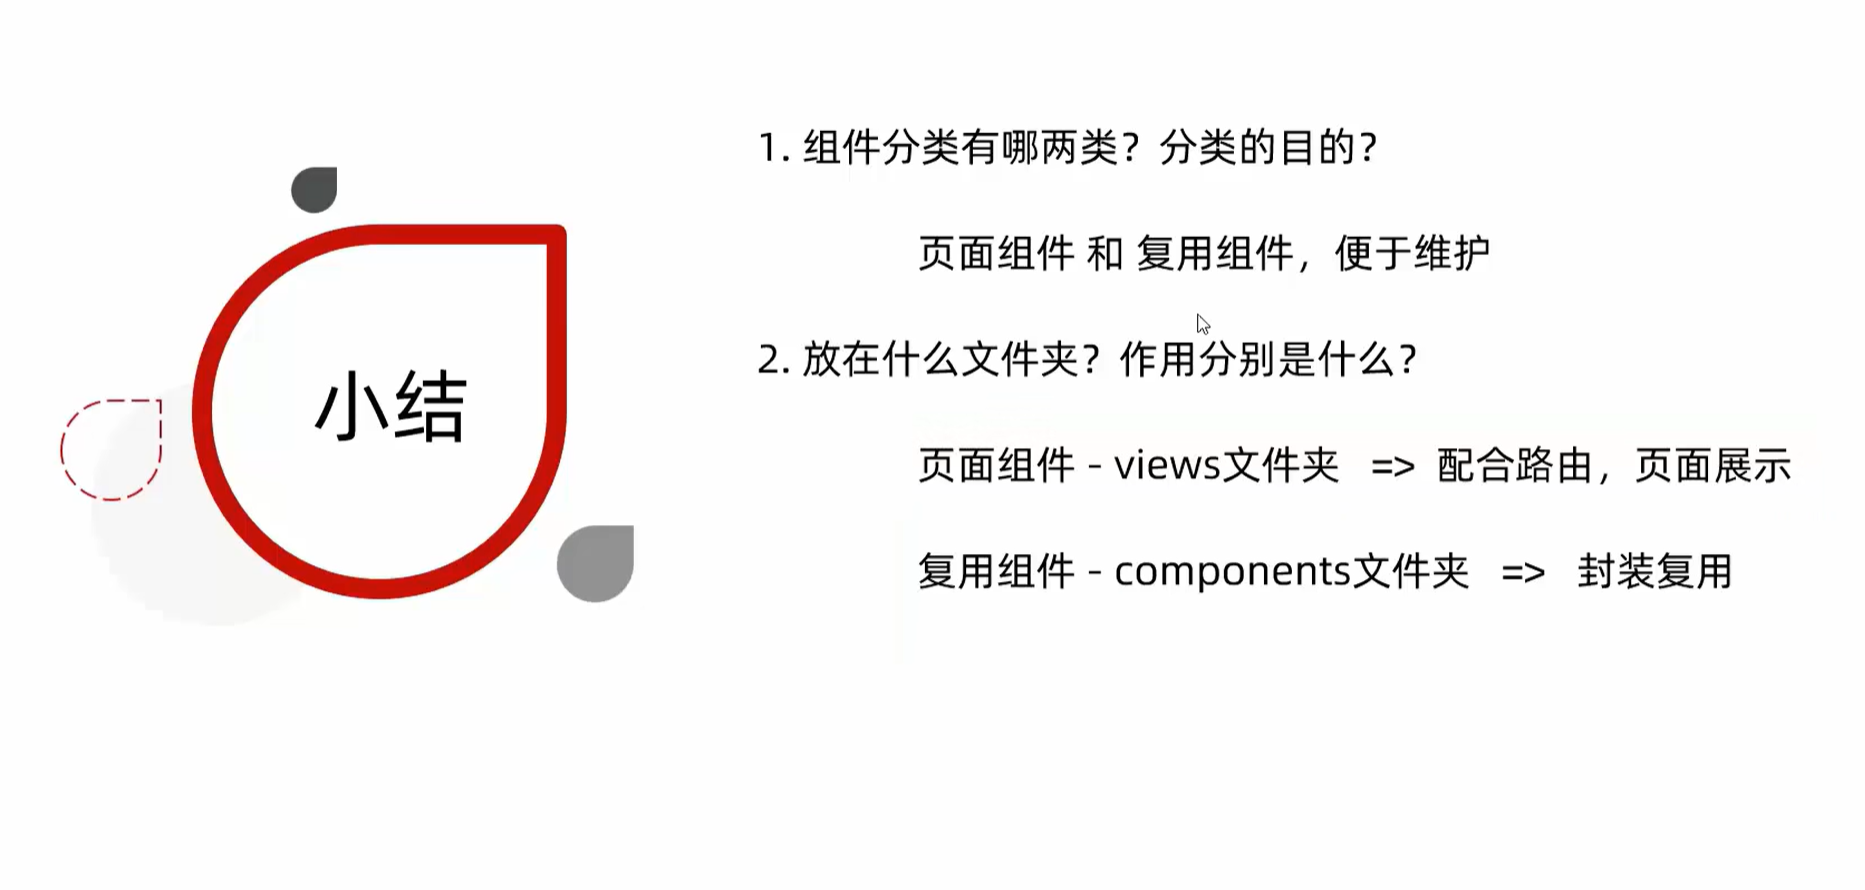 小结
1. 组件分类有哪两类？分类的目的？
页面组件 和 复用组件，便于维护
2. 放在什么文件夹？作用分别是什么？
页面组件 - views文件夹 => 配合路由，页面展示
复用组件 - components文件夹 => 封装复用